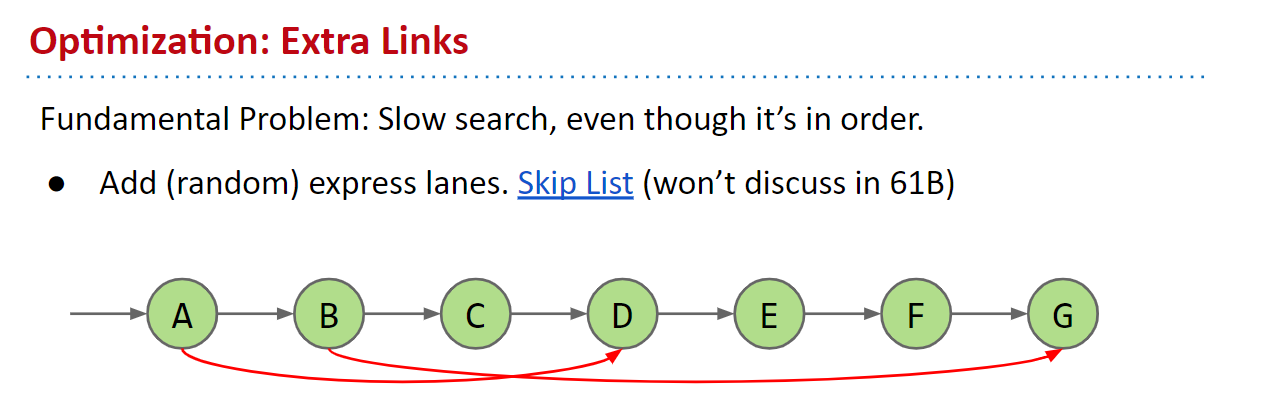 Optimization: Extra Links
Fundamental Problem: Slow search, even though it’s in order.
● Add (random) express lanes. Skip List (won’t discuss in 61B)
A B C D E F G